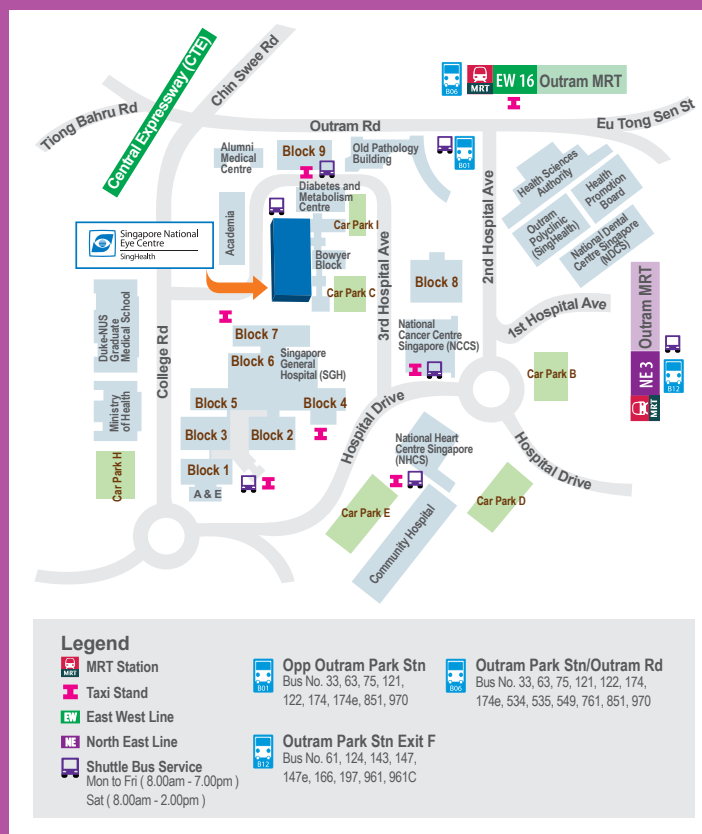 Central Expressway (CTE)
Chin Swee Rd
Tiong Bahru Rd
B06
MRT
EW 16
Outram MRT
Eu Tong Sen St
Outram Rd
Alumni
Medical
Centre
Block 9
Old Pathology
Building
B01
Health Sciences
Authority
Health
Promotion
Board
Outram
Polyclinic
(SingHealth)
National Dental
Centre Singapore
(NDCS)
2nd Hospital Ave
Diabetes and
Metabolism
Centre
Academia
Car Park I
Singapore National
Eye Centre
SingHealth
Bowyer
Block
Car Park C
3rd Hospital Ave
Block 8
1st Hospital Ave
Outram MRT
NE 3
B12
MRT
Duke-NUS
Graduate
Medical School
College Rd
Block 7
Block 6
Singapore
General
Hospital (SGH)
National
Cancer Centre
Singapore (NCCS)
Car Park B
Ministry
of Health
Block 5
Block 4
Block 3
Block 2
Hospital Drive
National Heart
Centre Singapore
(NHCS)
Hospital Drive
Car Park H
Block 1
A & E
Car Park E
Community Hospital
Car Park D
Legend
MRT
MRT Station
Taxi Stand
EW
East West Line
NE
North East Line
Shuttle Bus Service
Mon to Fri ( 8.00am - 7.00pm )
Sat ( 8.00am - 2.00pm )
B01
Opp Outram Park Stn
Bus No. 33, 63, 75, 121,
122, 174, 174e, 851, 970
B12
Outram Park Stn Exit F
Bus No. 61, 124, 143, 147,
147e, 166, 197, 961, 961C
B06
Outram Park Stn/Outram Rd
Bus No. 33, 63, 75, 121, 122, 174,
174e, 534, 535, 549, 761, 851, 970